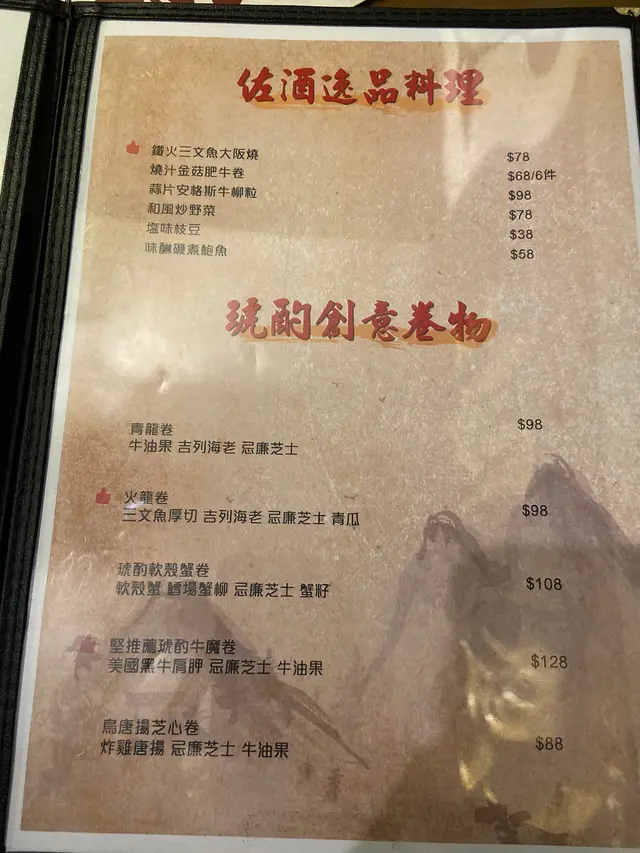 佐酒逸品料理
鐵火三文魚大阪燒 $78
燒汁金菇肥牛卷 $68/6件
蒜片安格斯牛柳粒 $98
和風炒野菜 $78
塩味枝豆 $38
味醂磯煮鮑魚 $58
琥酌創意卷物
青龍卷 $98
牛油果 吉列海老 忌廉芝士
火龍卷 $98
三文魚厚切 吉列海老 忌廉芝士 青瓜
琥酌軟殼蟹卷
軟殼蟹 鱈場蟹柳 忌廉芝士 蟹籽 $108
堅推薦琥酌牛魔卷
美國黑牛肩胛 忌廉芝士 牛油果 $128
鳥唐揚芝心卷
炸雞唐揚 忌廉芝士 牛油果 $88